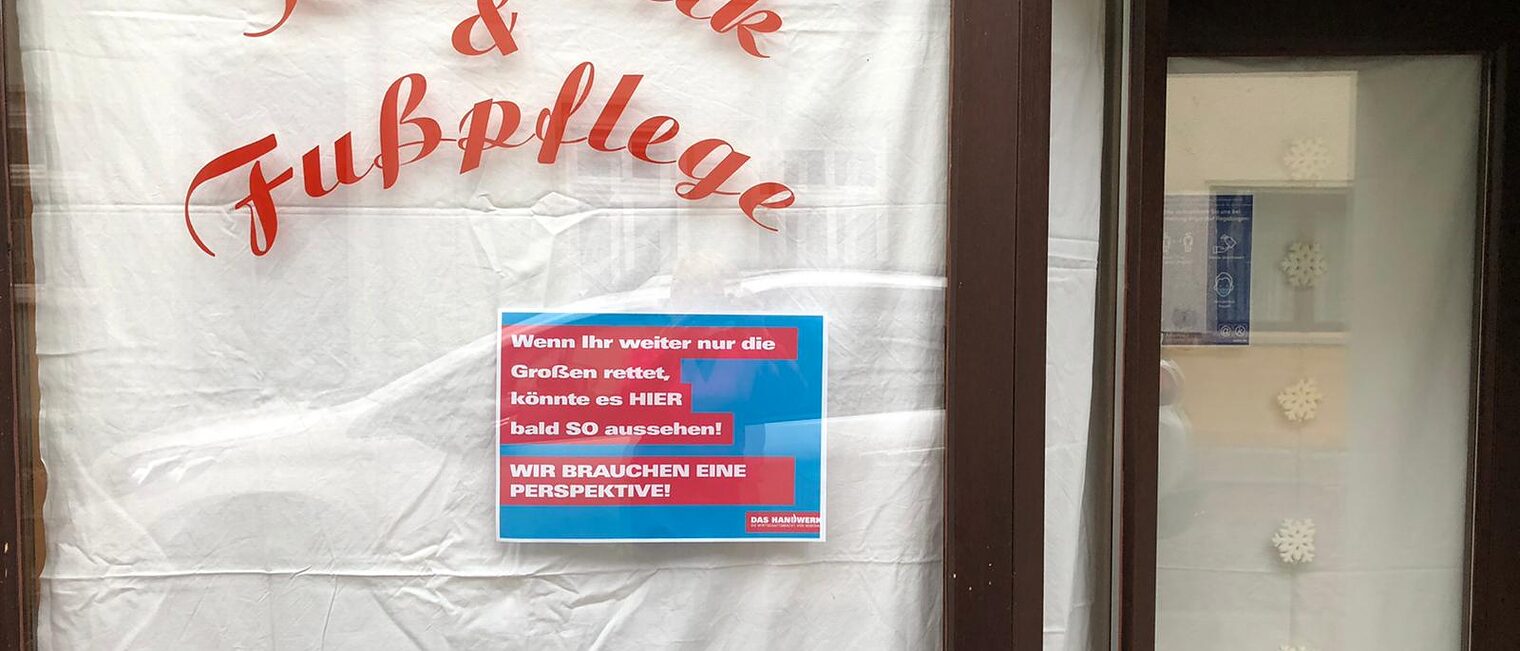 &
Fußpflege
Wenn Ihr weiter nur die
Großen rettet,
könnte es HIER
bald SO aussehen!
WIR BRAUCHEN EINE
PERSPEKTIVE!
DAS HANDWERK